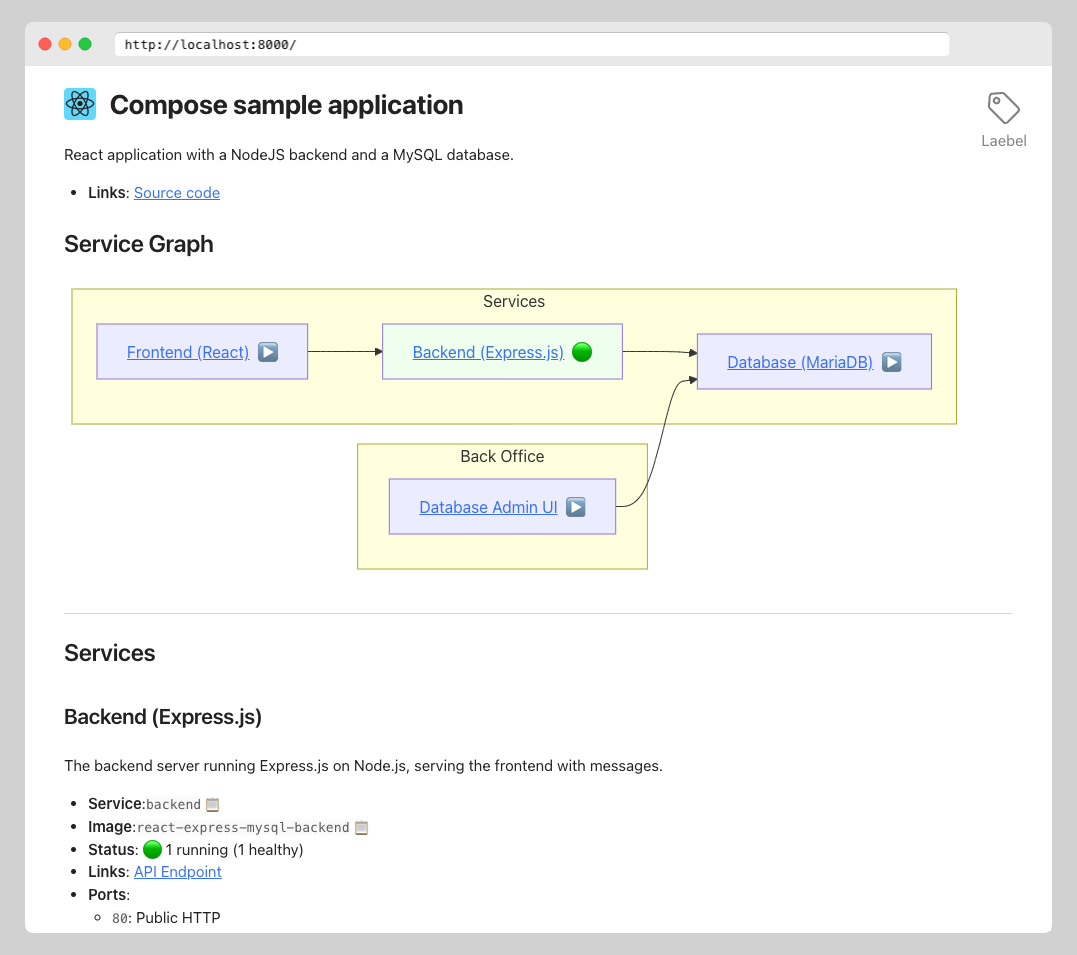 http://localhost:8000/
Compose sample application
Laebel
React application with a NodeJS backend and a MySQL database.
• Links: Source code
Service Graph
Services
Frontend (React)
Backend (Express.js)
Database (MariaDB)
Back Office
Database Admin UI
Services
Backend (Express.js)
The backend server running Express.js on Node.js, serving the frontend with messages.
• Service:backend
• Image:react-express-mysql-backend
• Status: 1 running (1 healthy)
• Links: API Endpoint
• Ports:
80: Public HTTP